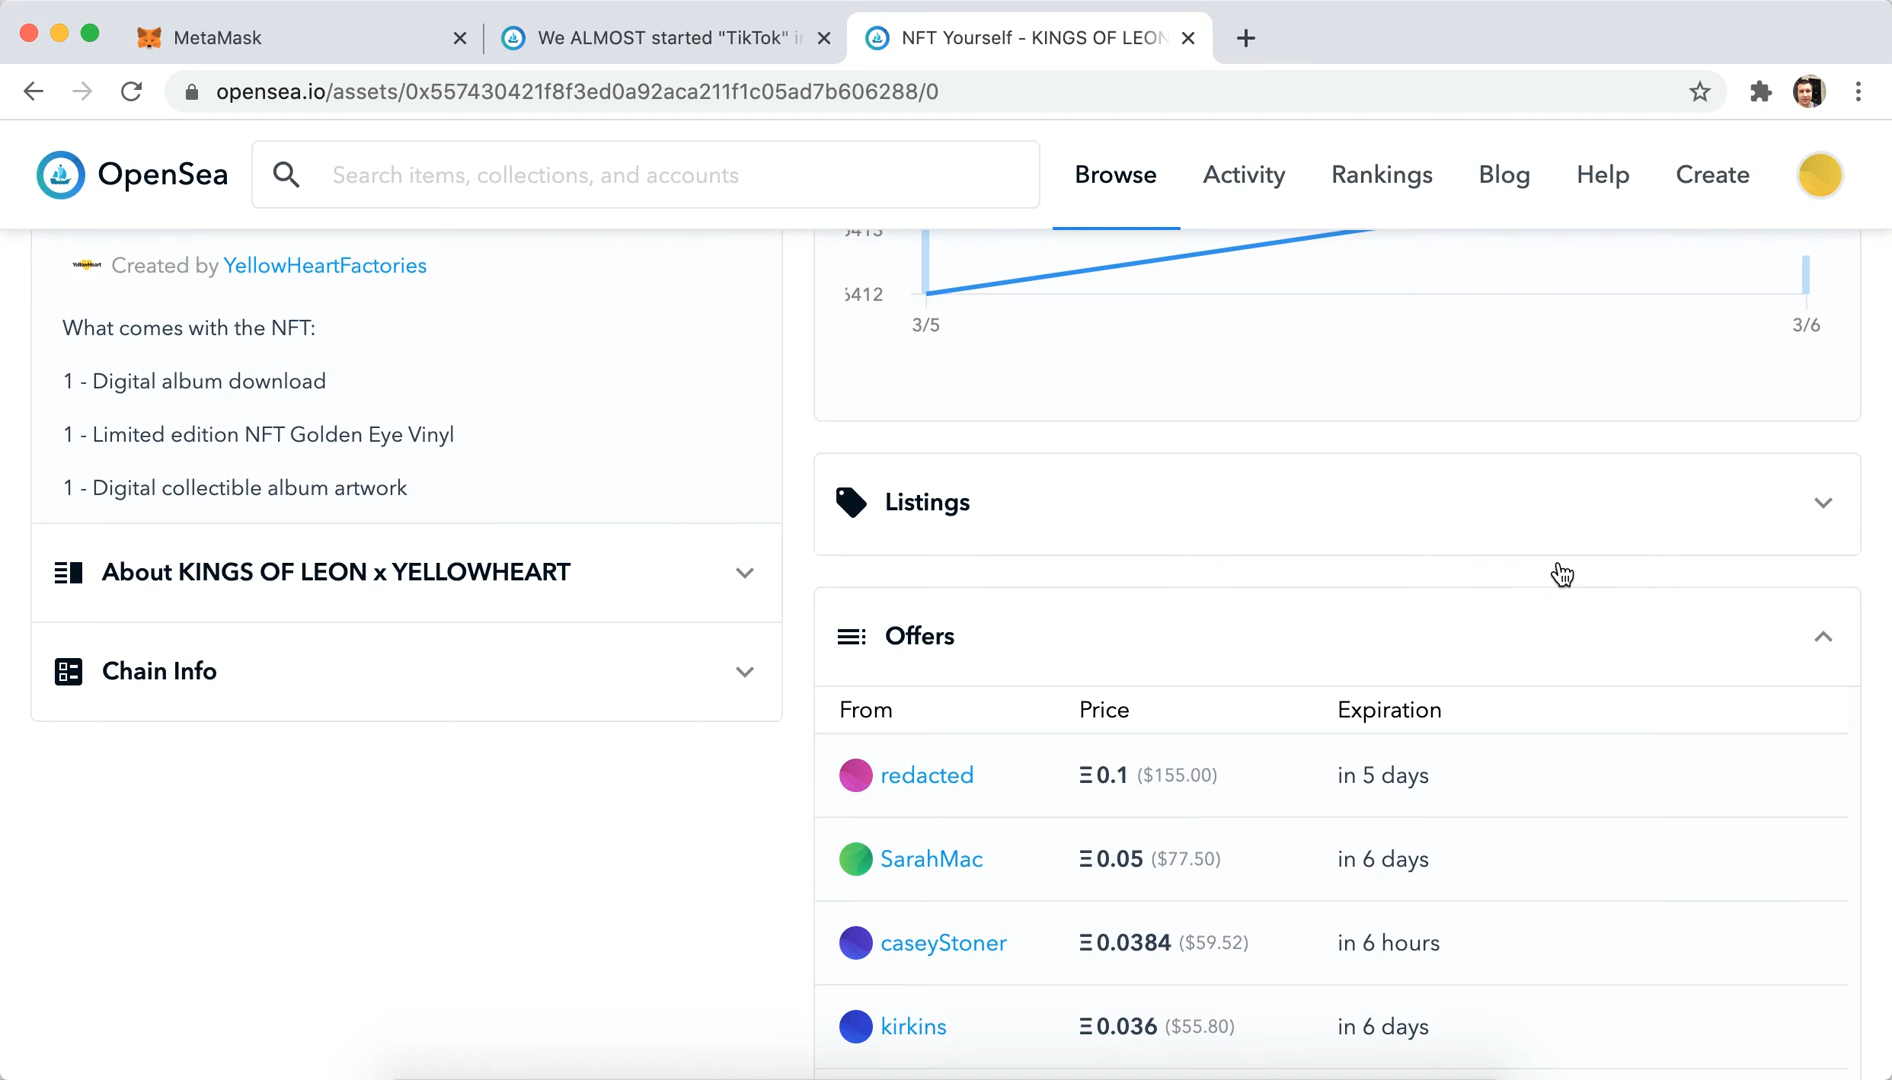 MetaMask
We ALMOST started "TikTok"
NFT Yourself - KINGS OF LEON
opensea.io/assets/0x557430421f8f3ed0a92aca211f1c05ad7b606288/0
OpenSea
Search items, collections, and accounts
Browse
Activity
Rankings
Blog
Help
Create
YellowHeart
Created by YellowHeartFactories
What comes with the NFT:
1 - Digital album download
1 - Limited edition NFT Golden Eye Vinyl
1 - Digital collectible album artwork
About KINGS OF LEON x YELLOWHEART
Chain Info
3/5
3/6
Listings
Offers
From Price Expiration
redacted Ξ 0.1 ($155.00) in 5 days
SarahMac Ξ 0.05 ($77.50) in 6 days
caseyStoner Ξ 0.0384 ($59.52) in 6 hours
kirkins Ξ 0.036 ($55.80) in 6 days